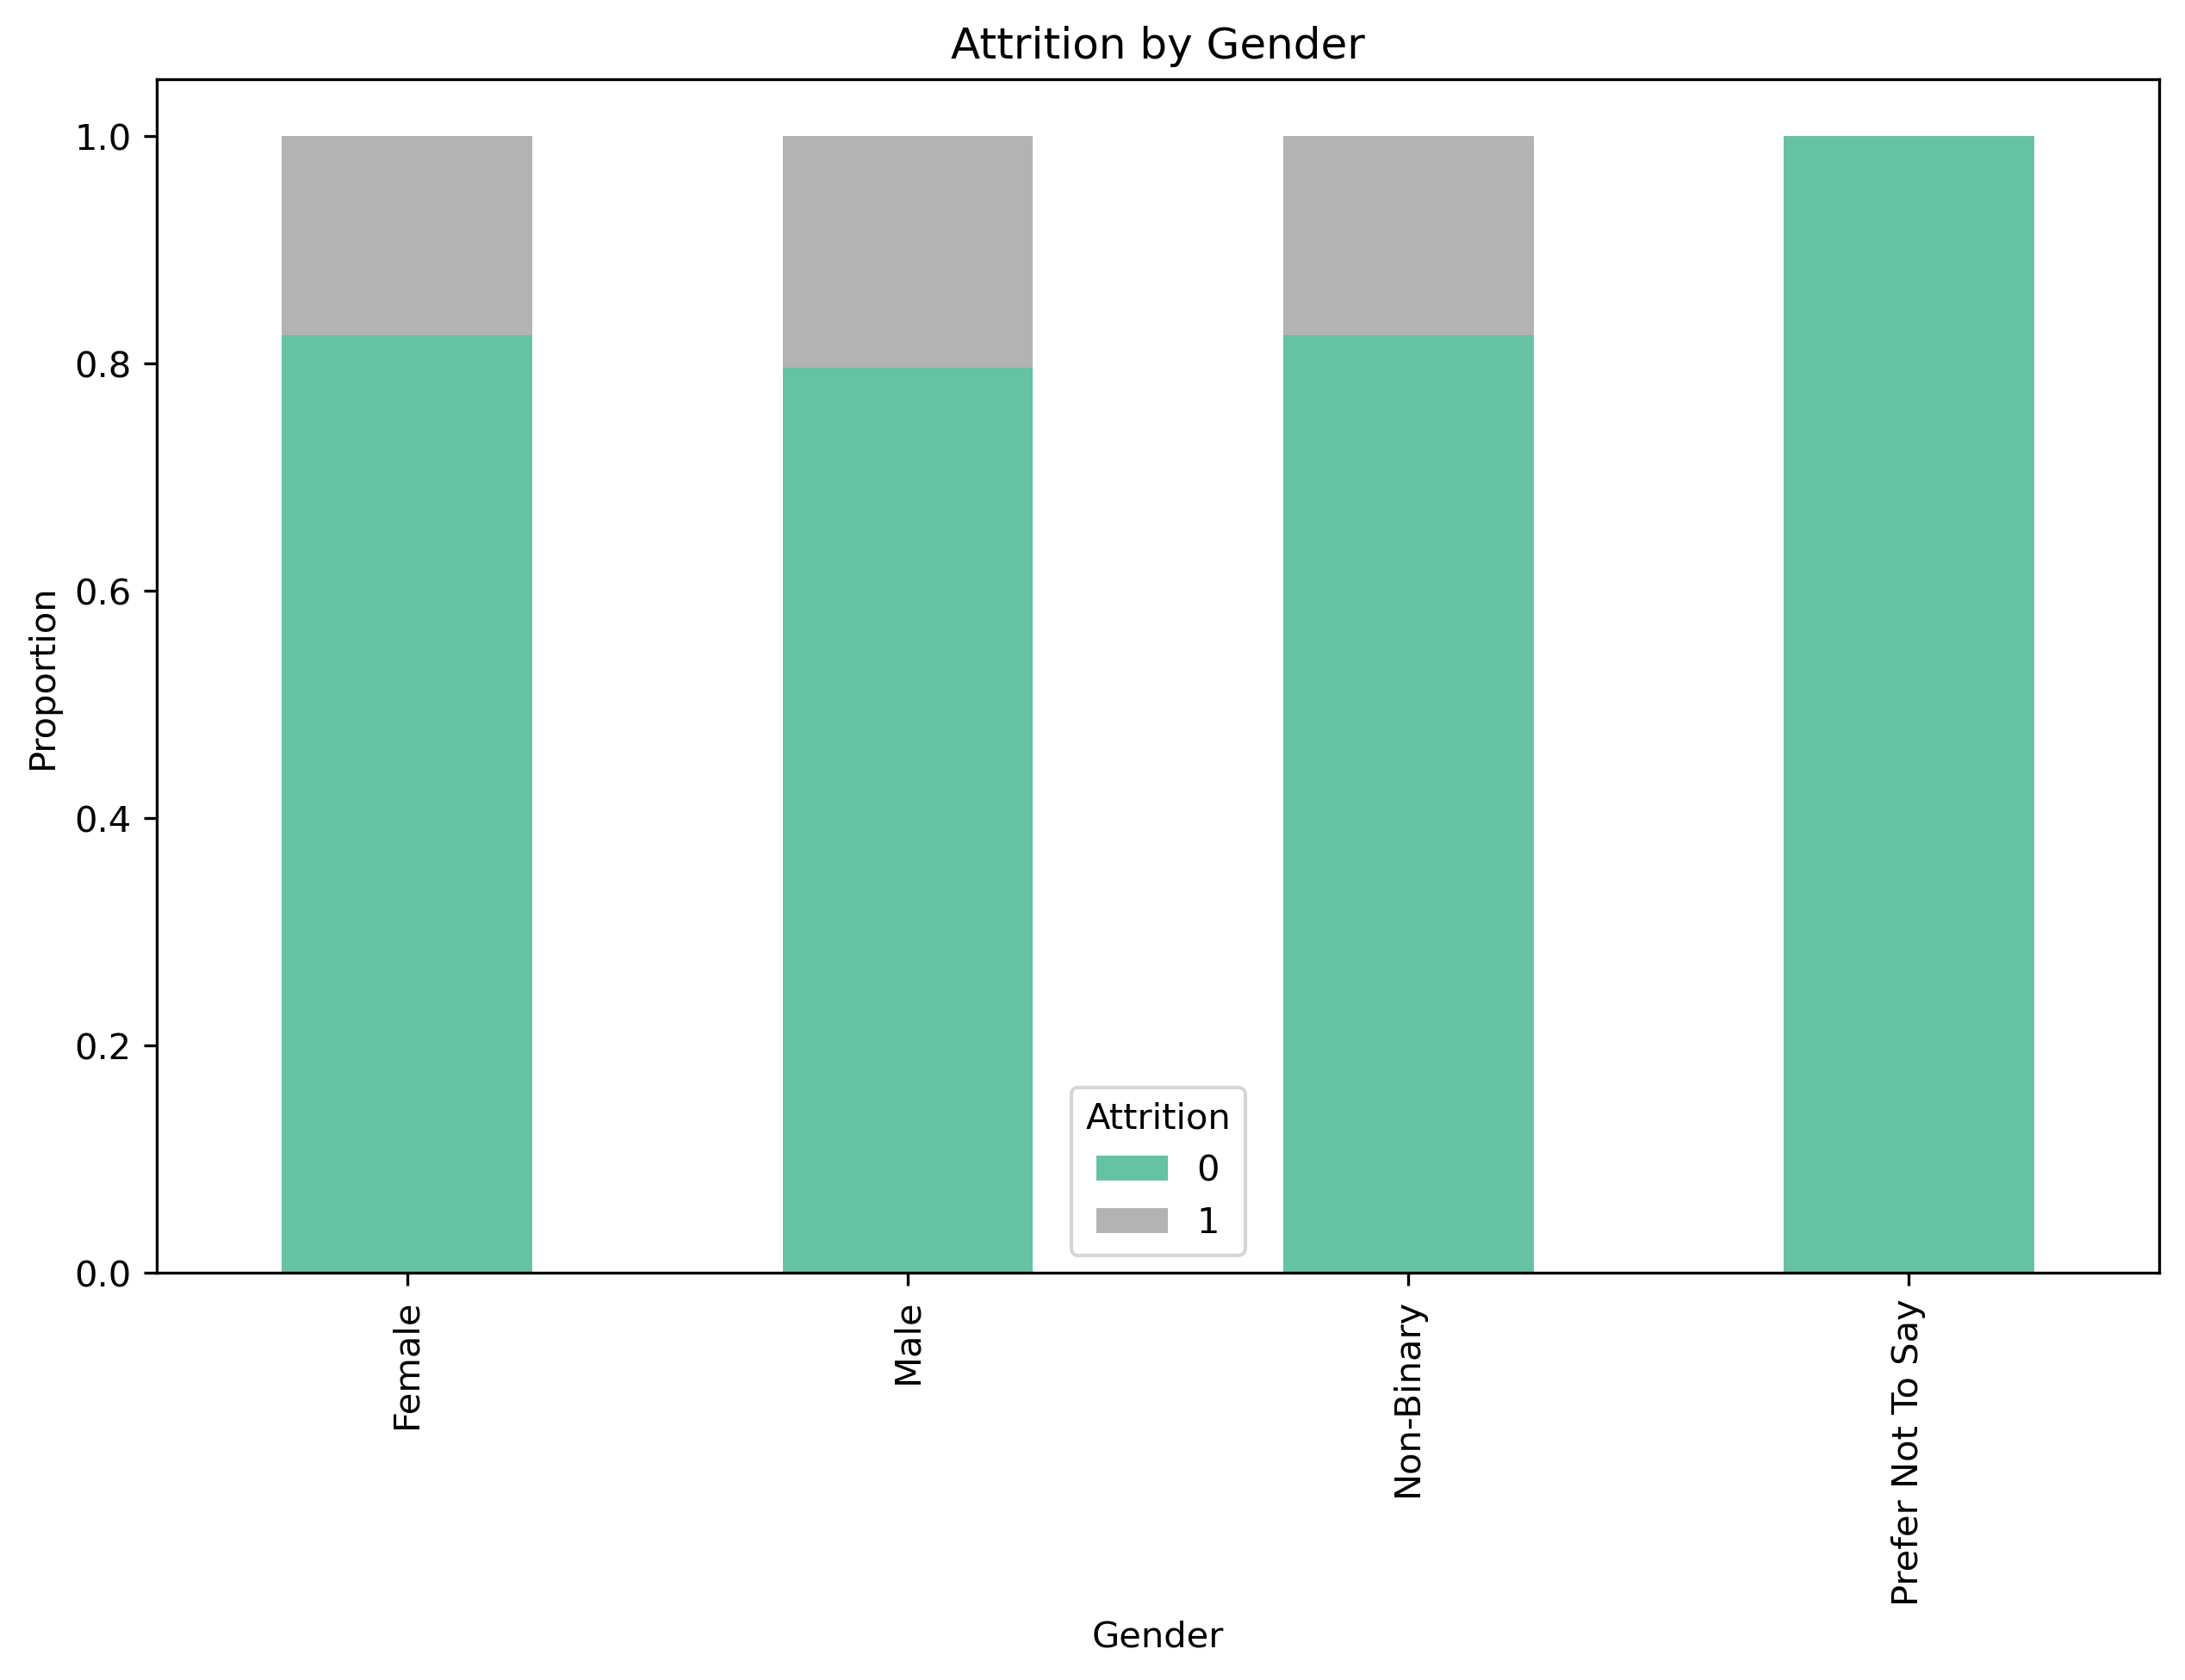 Attrition by Gender
Proportion
1.0
0.8
0.6
0.4
0.2
0.0
Attrition
0
1
Female
Male
Non-Binary
Prefer Not To Say
Gender